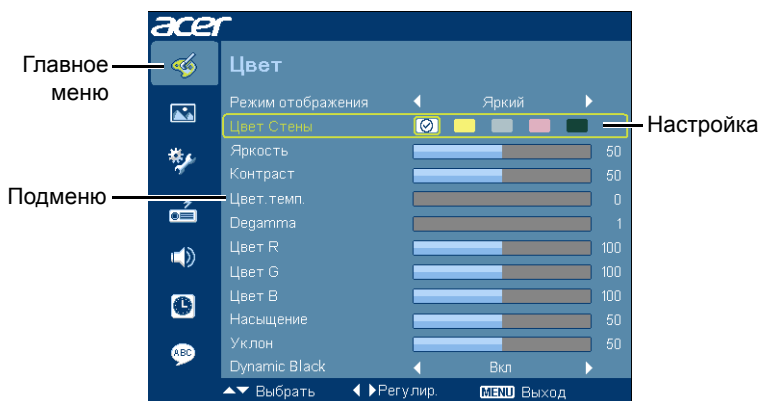 acer
Главное
меню
Цвет
Режим отображения Яркий
Цвет Стены
Настройка
Яркость 50
Контраст 50
Подменю
Цвет.темп. 0
Degamma 1
Цвет R 100
Цвет G 100
Цвет B 100
Насыщение 50
Уклон 50
ABC
Dynamic Black Вкл
Выбрать Регулир. MENU Выход